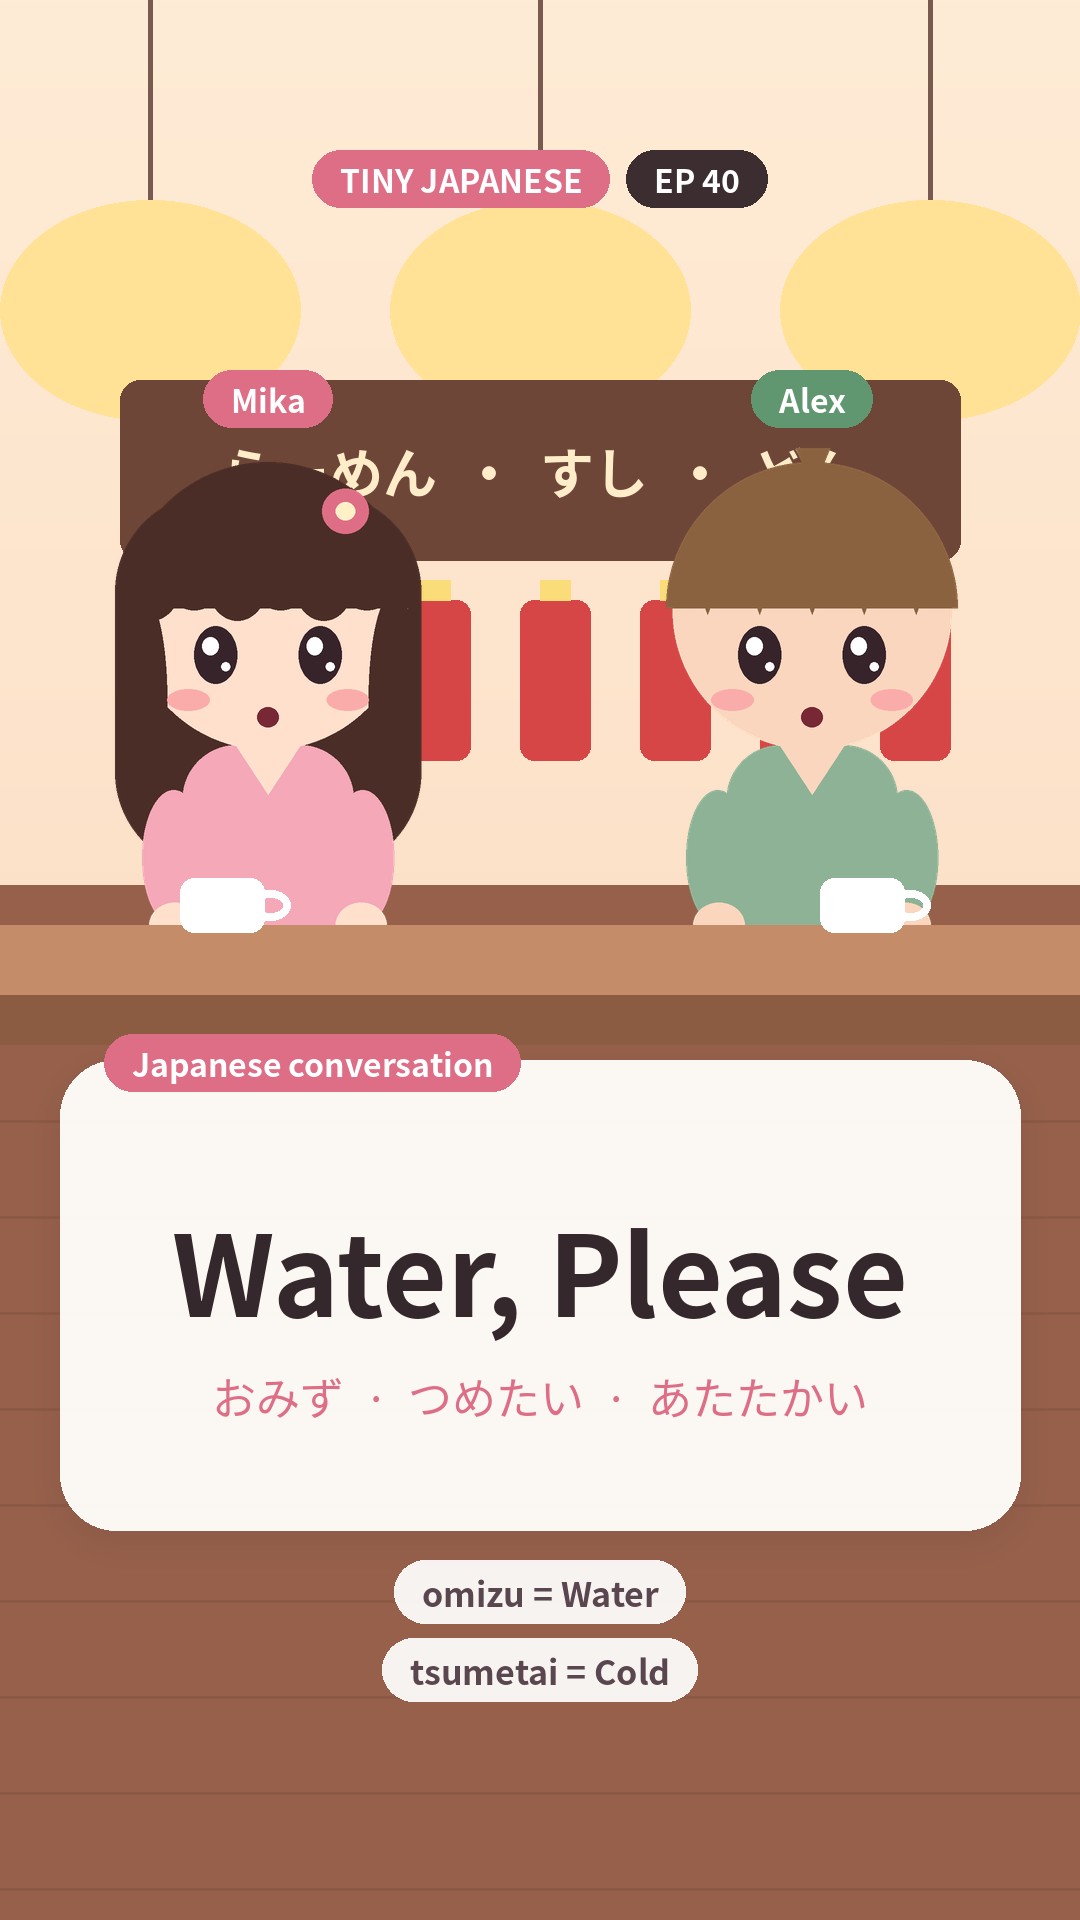 TINY JAPANESE EP 40
Mika
Alex
めん ・ すし ・
Japanese conversation
Water, Please
おみず ・ つめたい ・ あたたかい
omizu = Water
tsumetai = Cold